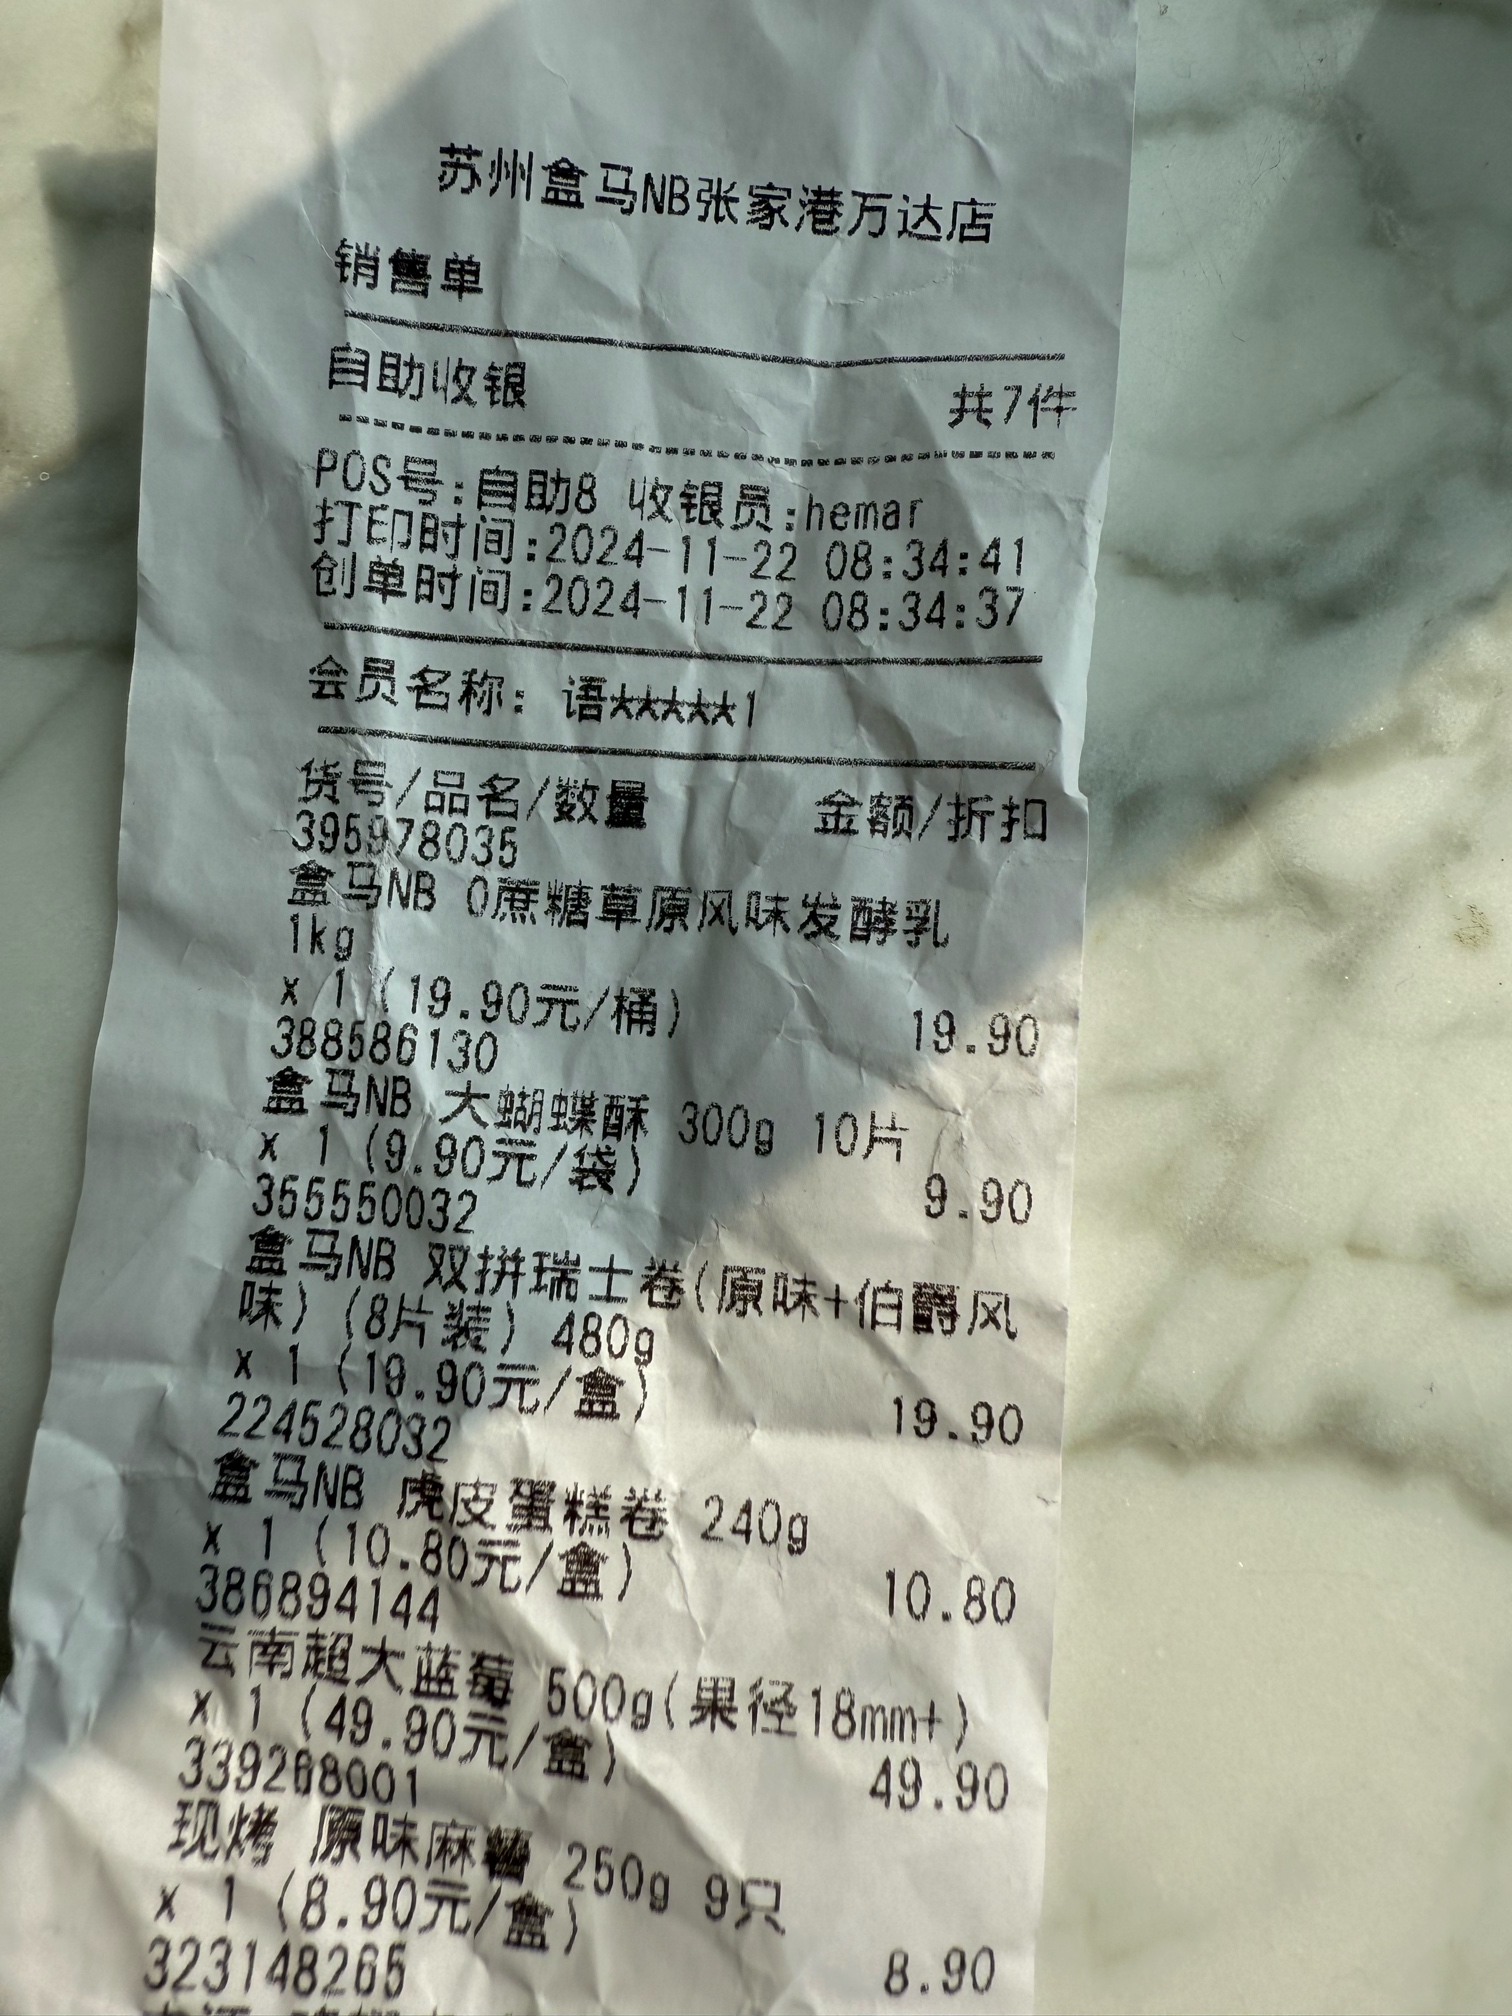 苏州盒马NB张家港万达店
销售单
自助收银 共7件
POS号:自助8 收银员:hemar
打印时间:2024-11-22 08:34:41
创单时间:2024-11-22 08:34:37
会员名称: 语*****1
货号/品名/数量 金额/折扣
395978035
盒马NB 0蔗糖草原风味发酵乳
1kg
x 1 (19.90元/桶) 19.90
388586130
盒马NB 大蝴蝶酥 300g 10片
x 1 (9.90元/袋) 9.90
355550032
盒马NB 双拼瑞士卷(原味+伯爵风
味) (8片装) 480g
x 1 (19.90元/盒) 19.90
224528032
盒马NB 虎皮蛋糕卷 240g
x 1 (10.80元/盒) 10.80
386894144
云南超大蓝莓 500g(果径18mm+)
x 1 (49.90元/盒) 49.90
339268001
现烤 原味麻糍 250g 9只
x 1 (8.90元/盒) 8.90
323148265